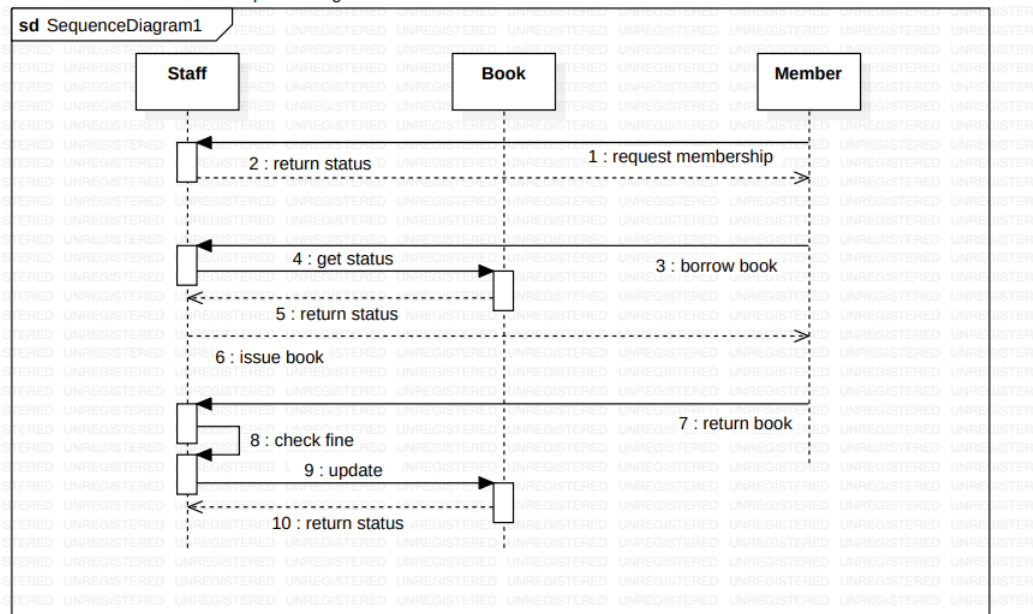 sd SequenceDiagram1
Staff
Book
Member
1 : request membership
2 : return status
3 : borrow book
4 : get status
5 : return status
6 : issue book
7 : return book
8 : check fine
9 : update
10 : return status
UNREGISTERED